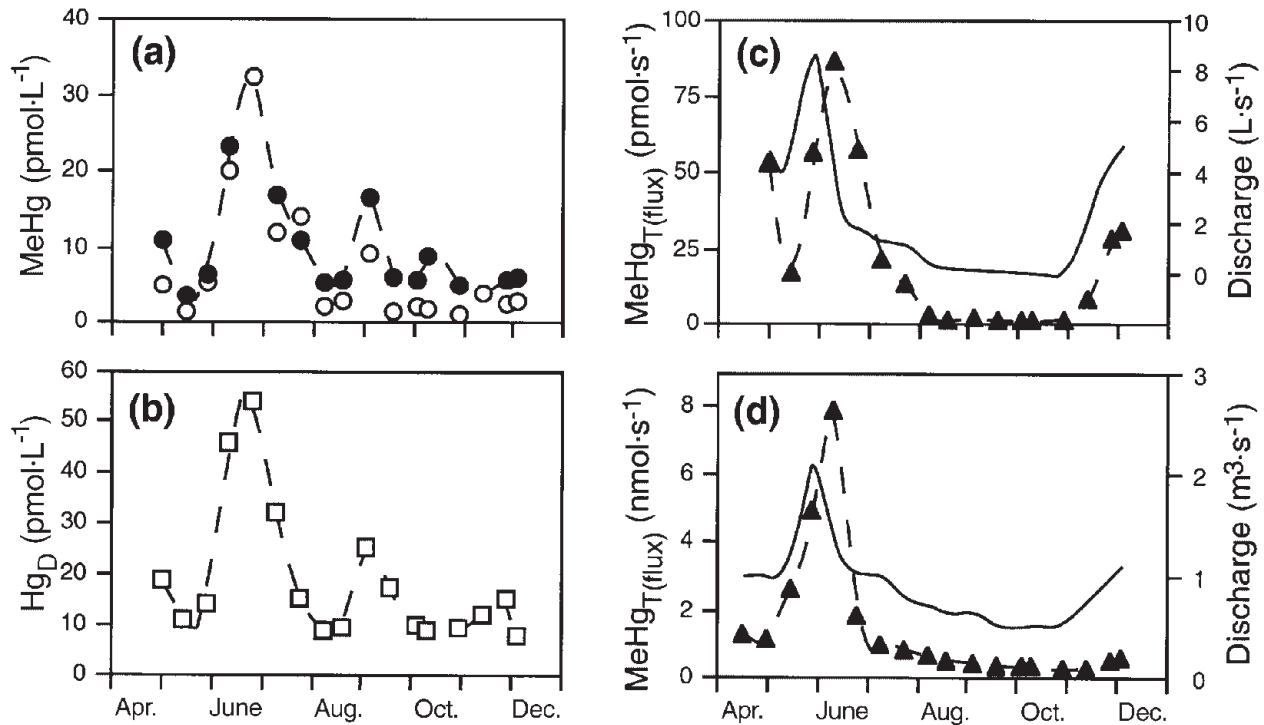 (a)
MeHg (pmol·L-1)
40
30
20
10
0
(b)
HgD (pmol·L-1)
60
50
40
30
20
10
0
Apr. June Aug. Oct. Dec.
(c)
MeHgT(flux) (pmol·s-1)
100
75
50
25
0
Discharge (L·s-1)
10
8
6
4
2
0
(d)
MeHgT(flux) (nmol·s-1)
8
6
4
2
0
Discharge (m3·s-1)
3
2
1
0
Apr. June Aug. Oct. Dec.